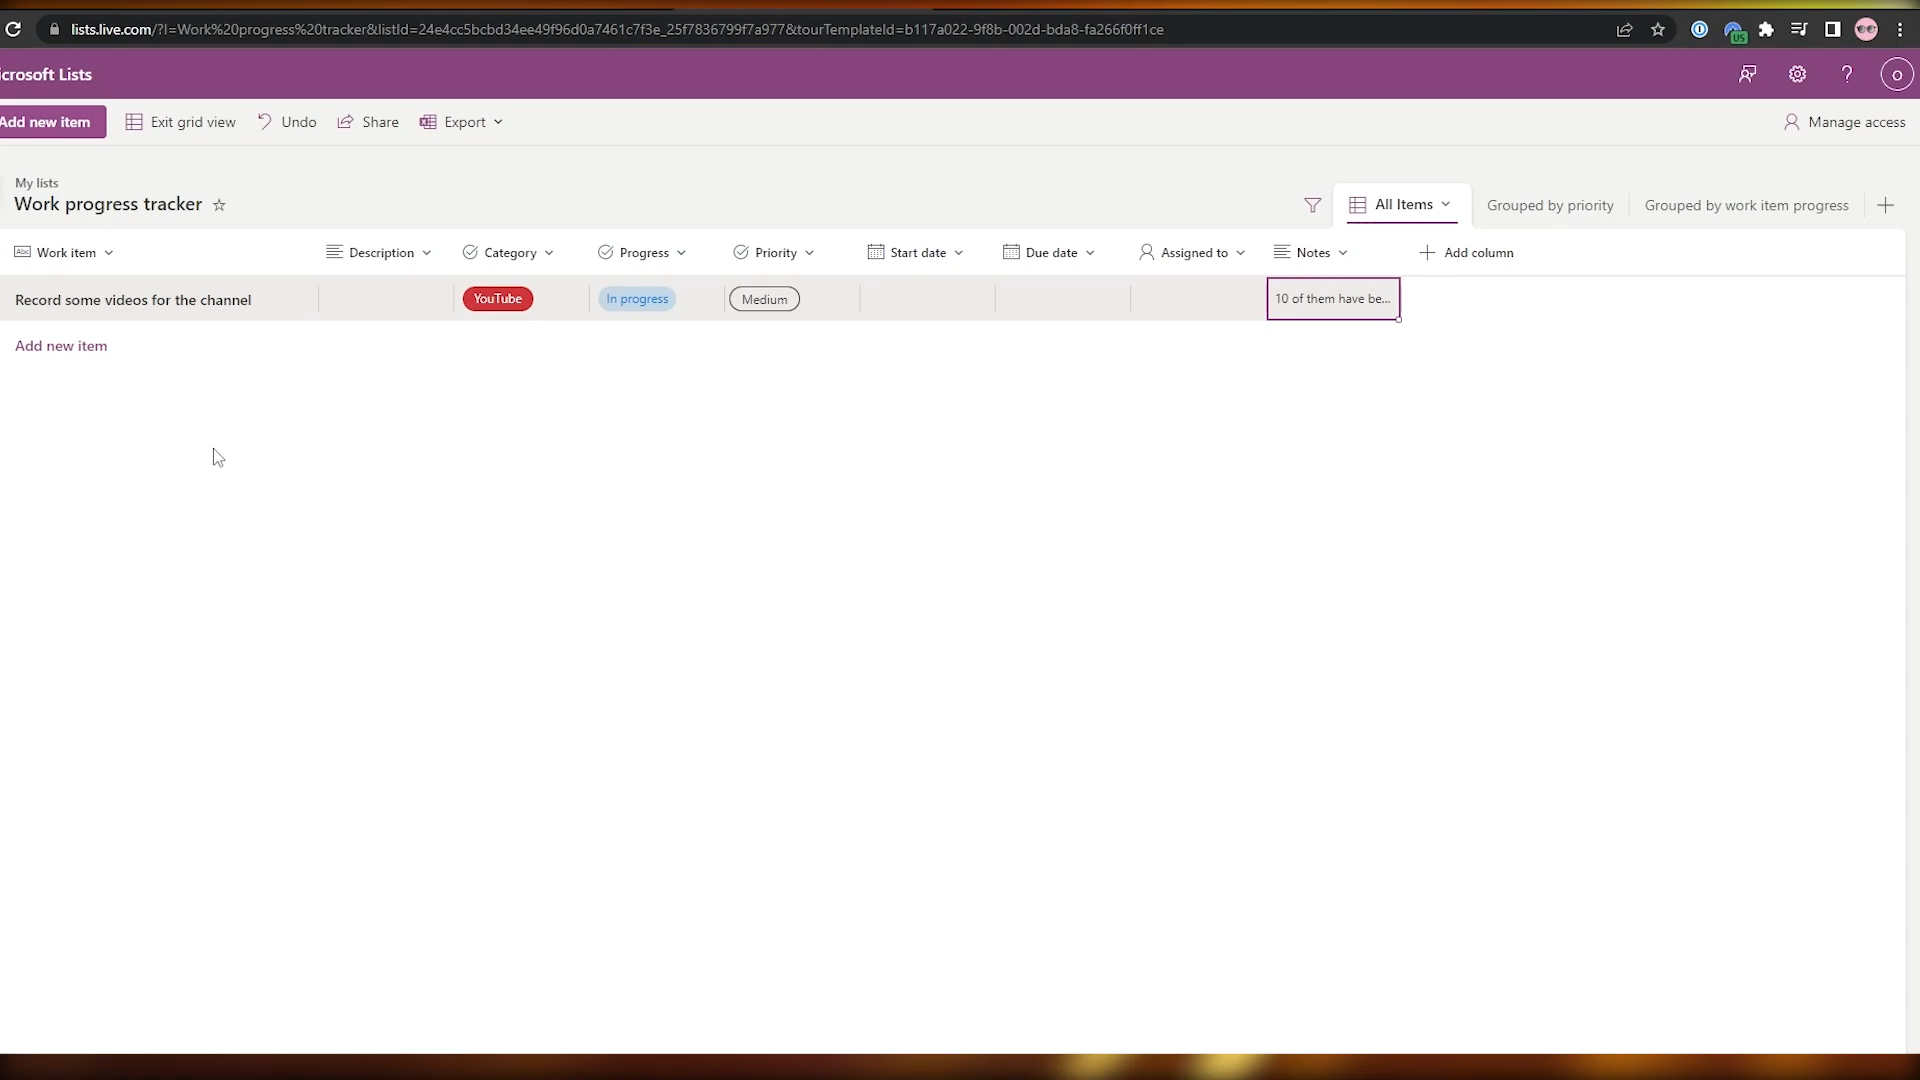 lists.live.com/?l=Work%20progress%20tracker&listId=24e4cc5bcbd34ee49f96d0a7461c7f3e_25f7836799f7a977&tourTemplateId=b117a022-9f8b-002d-bda8-fa266f0ff1ce
US
icrosoft Lists
?
O
Add new item
Exit grid view
Undo
Share
Export
Manage access
My lists
Work progress tracker
All Items
Grouped by priority
Grouped by work item progress
Abc Work item
Description
Category
Progress
Priority
Start date
Due date
Assigned to
Notes
Add column
Record some videos for the channel
YouTube
In progress
Medium
10 of them have be...
Add new item